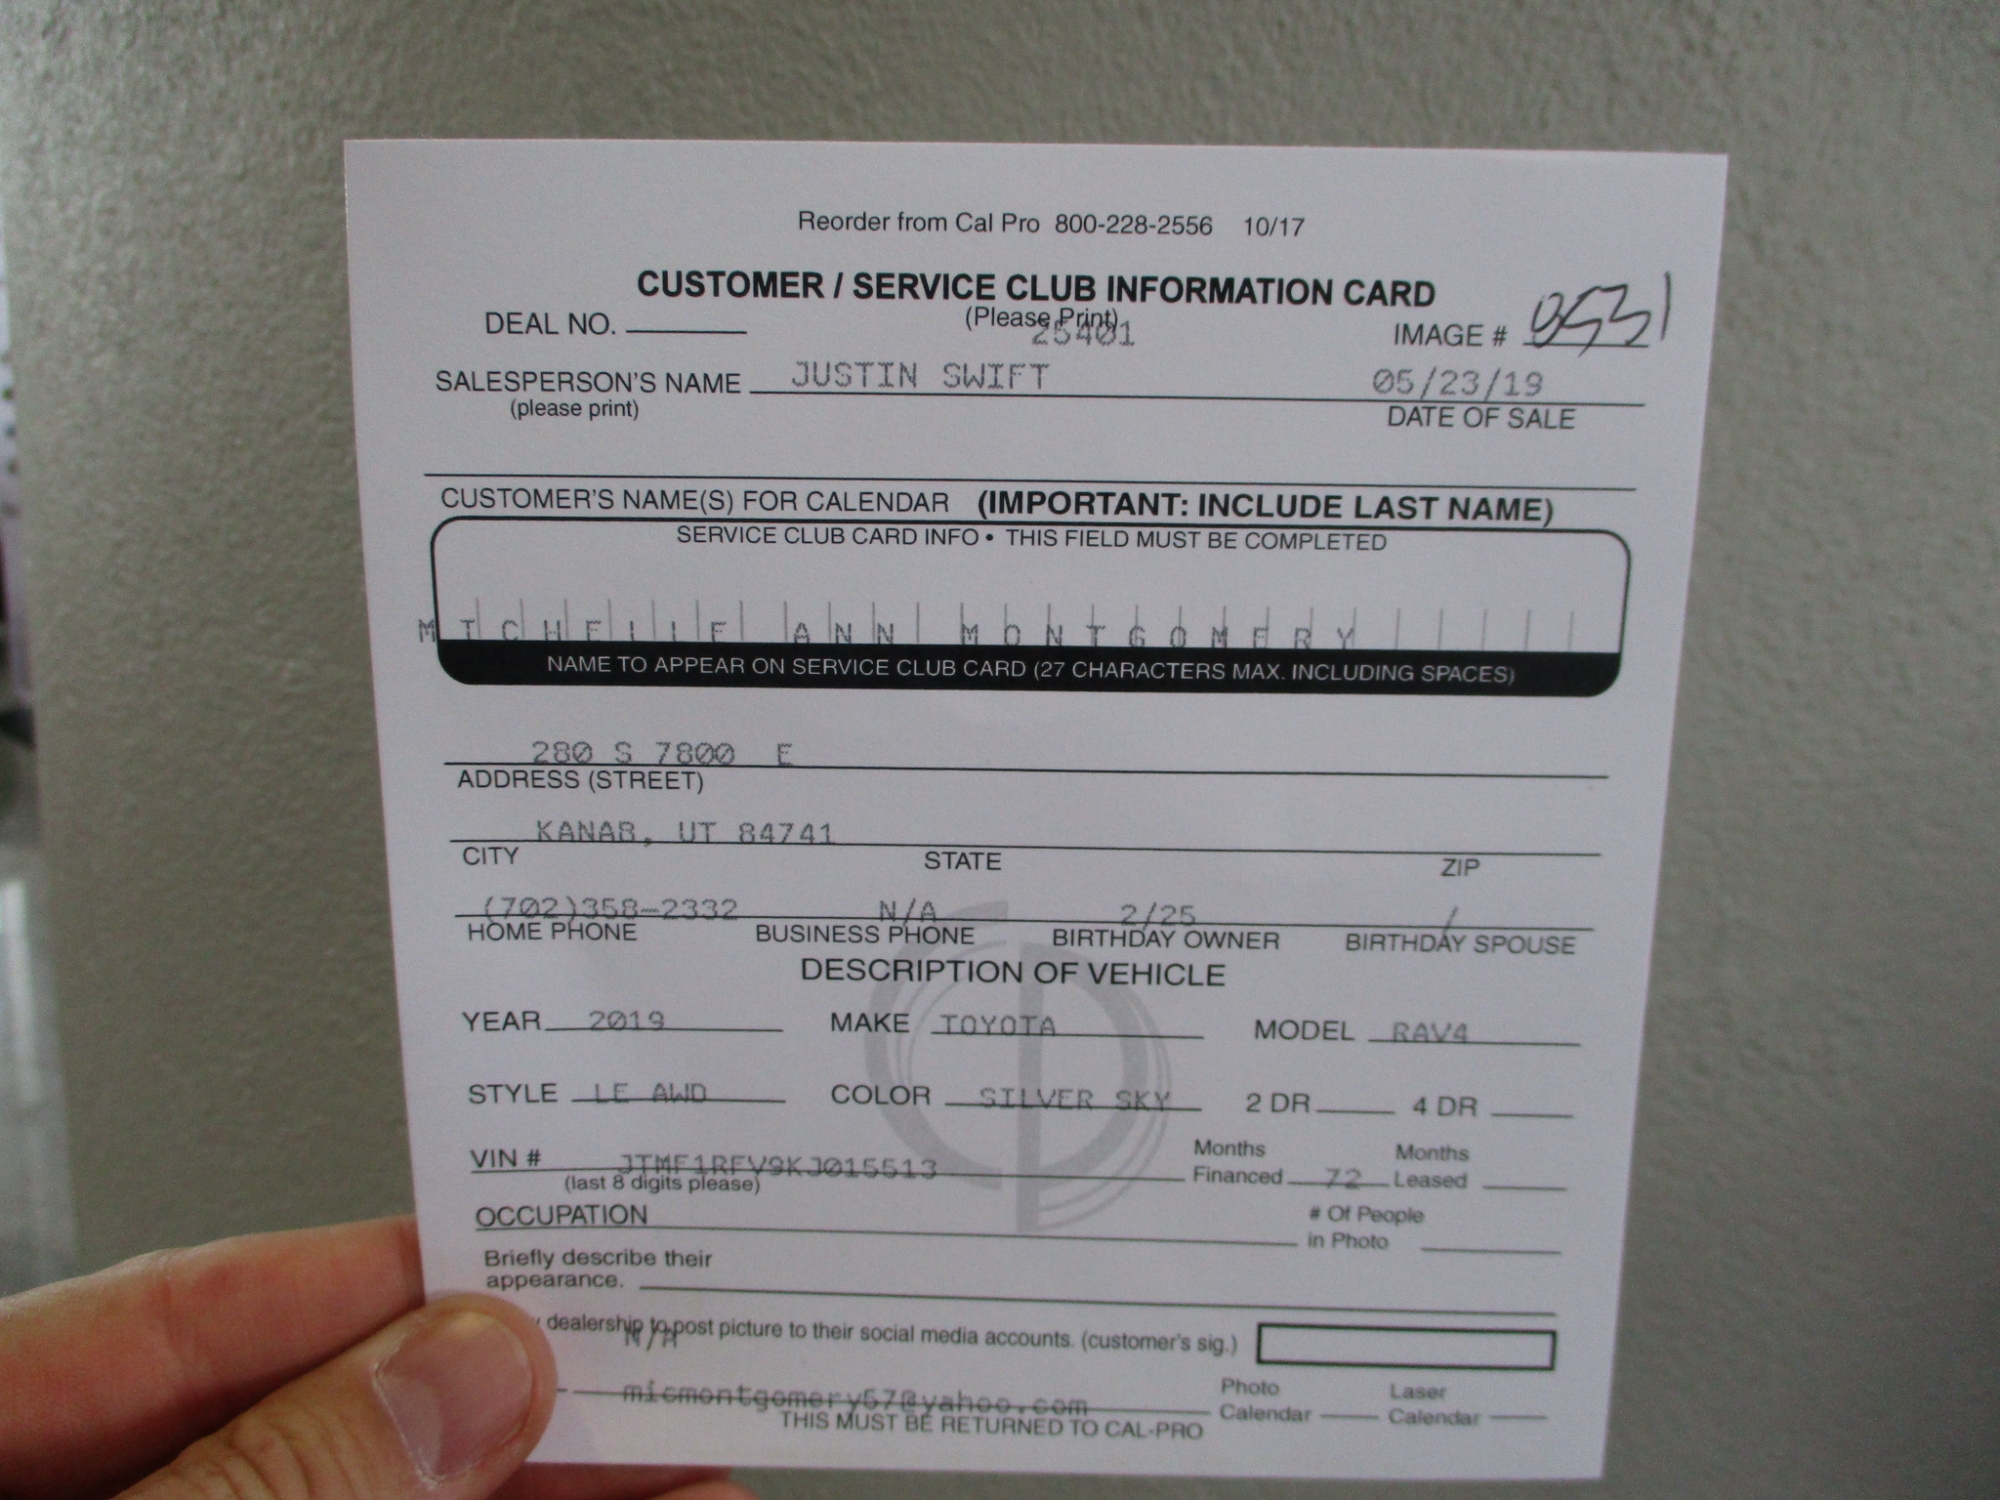 Reorder from Cal Pro 800-228-2556 10/17
CUSTOMER / SERVICE CLUB INFORMATION CARD
DEAL NO. (Please Print) IMAGE # 0531
25401
SALESPERSON'S NAME JUSTIN SWIFT 05/23/19
(please print) DATE OF SALE
CUSTOMER'S NAME(S) FOR CALENDAR (IMPORTANT: INCLUDE LAST NAME)
SERVICE CLUB CARD INFO • THIS FIELD MUST BE COMPLETED
MICHELLE ANN MONTGOMERY
NAME TO APPEAR ON SERVICE CLUB CARD (27 CHARACTERS MAX. INCLUDING SPACES)
280 S 7800 E
ADDRESS (STREET)
KANAB, UT 84741
CITY STATE ZIP
(702)358-2332 N/A 2/25 /
HOME PHONE BUSINESS PHONE BIRTHDAY OWNER BIRTHDAY SPOUSE
DESCRIPTION OF VEHICLE
YEAR 2019 MAKE TOYOTA MODEL RAV4
STYLE LE AWD COLOR SILVER SKY 2 DR 4 DR
VIN # JTMF1RFV9KJ015513 Months Financed 72 Months Leased
(last 8 digits please)
OCCUPATION # Of People in Photo
Briefly describe their
appearance.
dealership to post picture to their social media accounts. (customer's sig.)
N/A
micmontgomery57@yahoo.com Photo Calendar Laser Calendar
THIS MUST BE RETURNED TO CAL-PRO